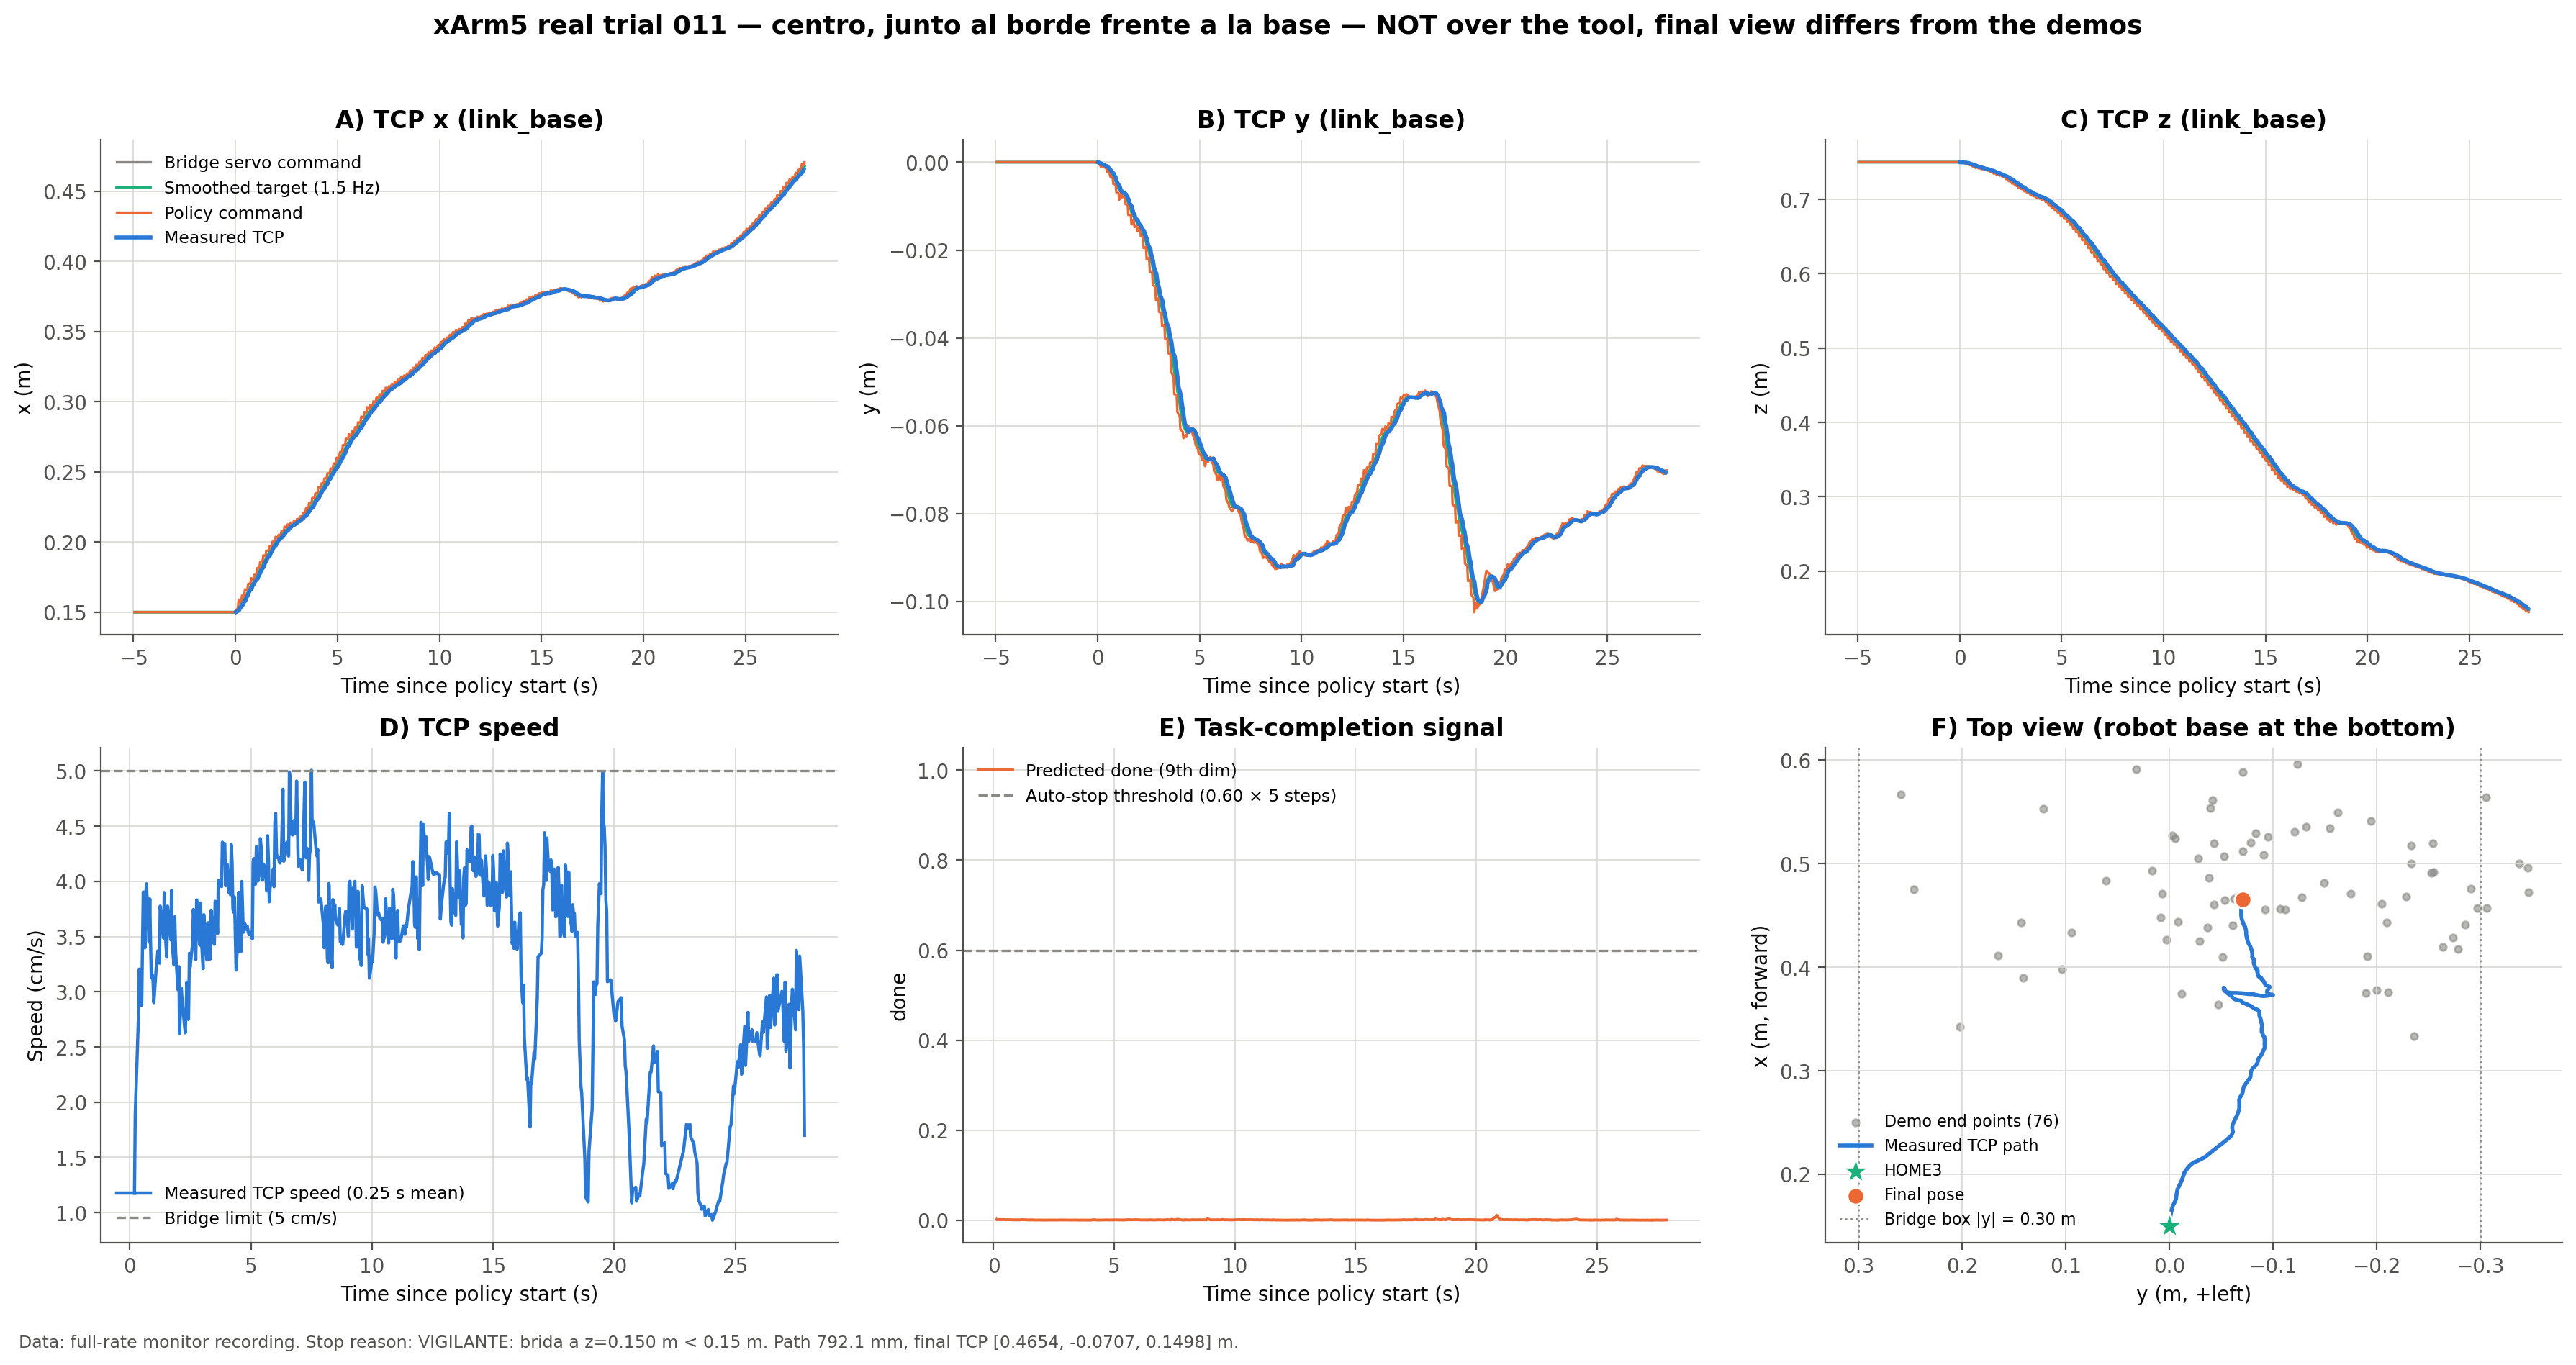 xArm5 real trial 011 — centro, junto al borde frente a la base — NOT over the tool, final view differs from the demos
A) TCP x (link_base)
x (m)
0.45
0.40
0.35
0.30
0.25
0.20
0.15
Bridge servo command
Smoothed target (1.5 Hz)
Policy command
Measured TCP
−5 0 5 10 15 20 25
Time since policy start (s)
B) TCP y (link_base)
y (m)
0.00
−0.02
−0.04
−0.06
−0.08
−0.10
−5 0 5 10 15 20 25
Time since policy start (s)
C) TCP z (link_base)
z (m)
0.7
0.6
0.5
0.4
0.3
0.2
−5 0 5 10 15 20 25
Time since policy start (s)
D) TCP speed
Speed (cm/s)
5.0
4.5
4.0
3.5
3.0
2.5
2.0
1.5
1.0
Measured TCP speed (0.25 s mean)
Bridge limit (5 cm/s)
0 5 10 15 20 25
Time since policy start (s)
E) Task-completion signal
done
1.0
0.8
0.6
0.4
0.2
0.0
Predicted done (9th dim)
Auto-stop threshold (0.60 × 5 steps)
0 5 10 15 20 25
Time since policy start (s)
F) Top view (robot base at the bottom)
x (m, forward)
0.6
0.5
0.4
0.3
0.2
Demo end points (76)
Measured TCP path
HOME3
Final pose
Bridge box |y| = 0.30 m
0.3 0.2 0.1 0.0 −0.1 −0.2 −0.3
y (m, +left)
Data: full-rate monitor recording. Stop reason: VIGILANTE: brida a z=0.150 m < 0.15 m. Path 792.1 mm, final TCP [0.4654, -0.0707, 0.1498] m.